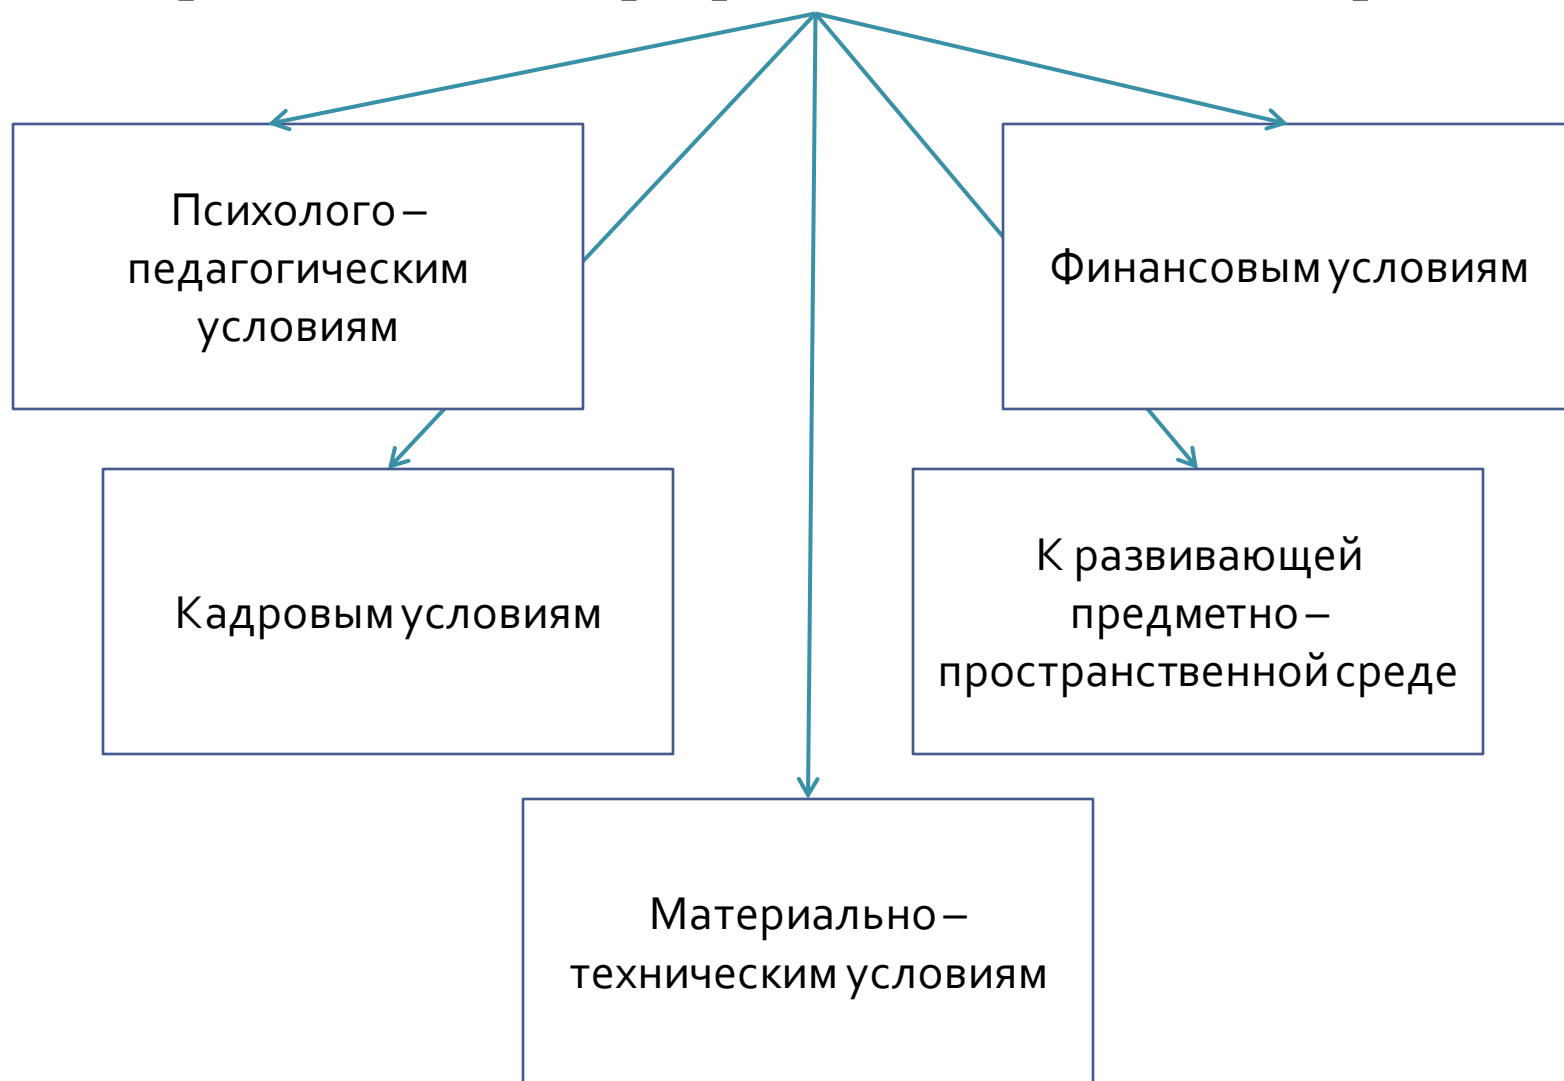 Психолого –
педагогическим
условиям
Финансовым условиям
Кадровым условиям
К развивающей
предметно –
пространственной среде
Материально –
техническим условиям